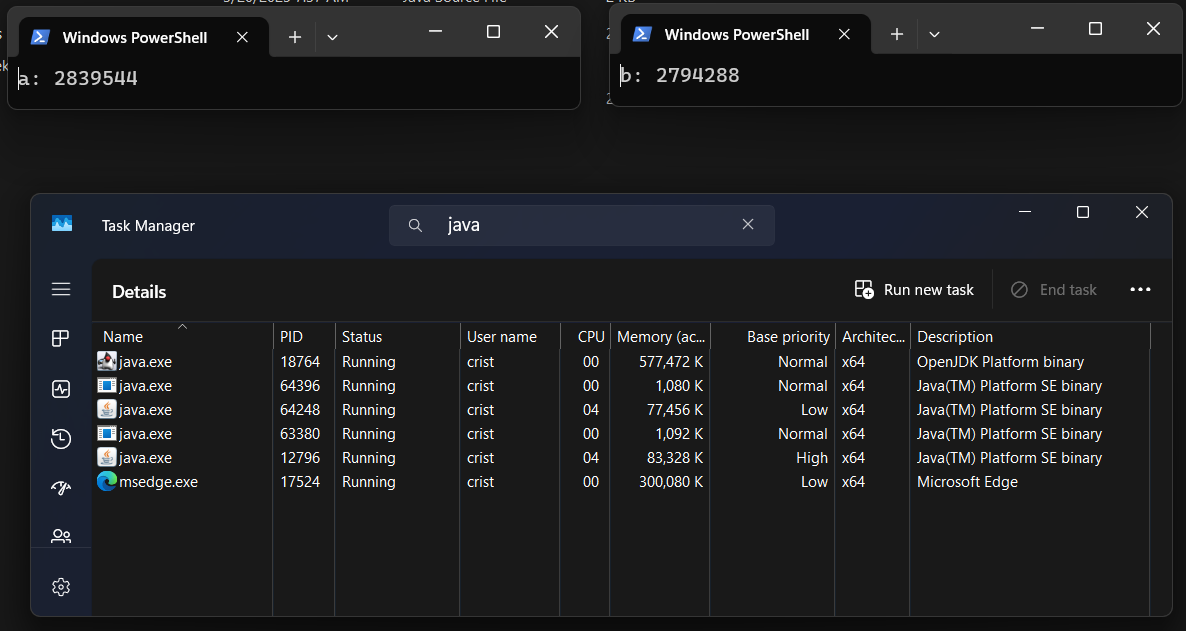 Windows PowerShell
a: 2839544
Windows PowerShell
b: 2794288
Task Manager
java
Details
Run new task
End task
Name PID Status User name CPU Memory (ac... Base priority Architec... Description
java.exe 18764 Running crist 00 577,472 K Normal x64 OpenJDK Platform binary
java.exe 64396 Running crist 00 1,080 K Normal x64 Java(TM) Platform SE binary
java.exe 64248 Running crist 04 77,456 K Low x64 Java(TM) Platform SE binary
java.exe 63380 Running crist 00 1,092 K Normal x64 Java(TM) Platform SE binary
java.exe 12796 Running crist 04 83,328 K High x64 Java(TM) Platform SE binary
msedge.exe 17524 Running crist 00 300,080 K Low x64 Microsoft Edge